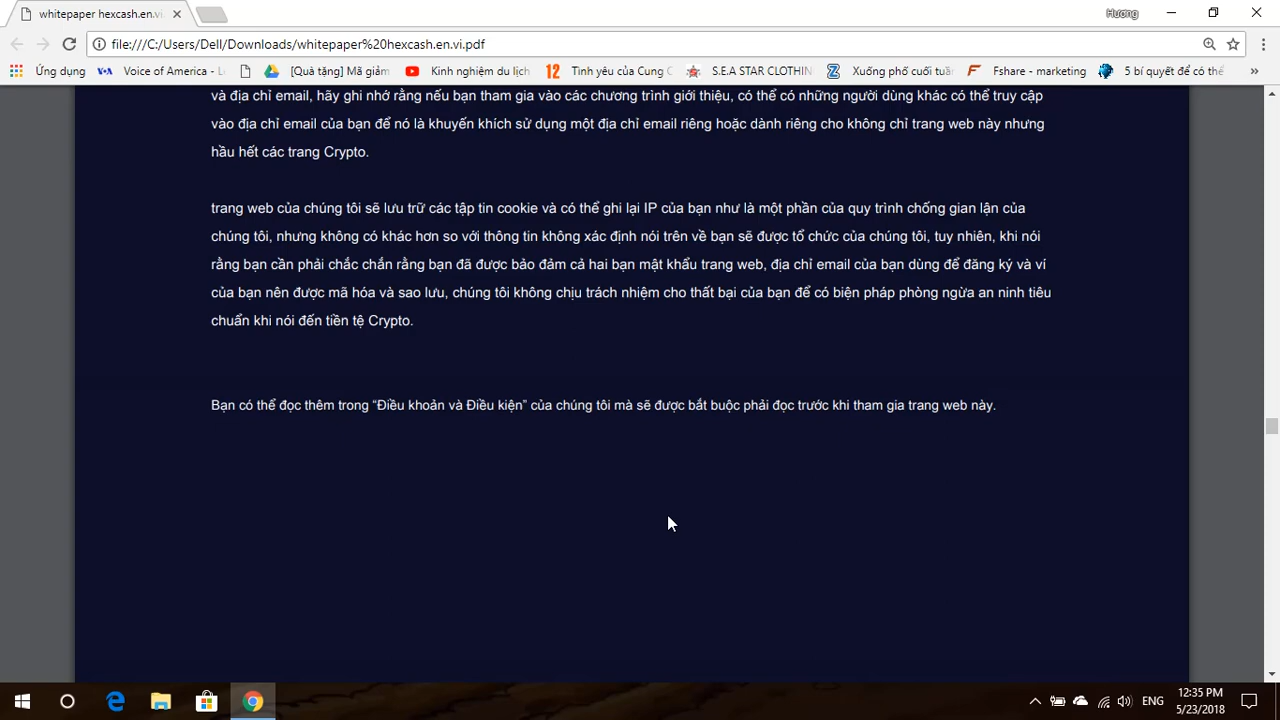 whitepaper hexcash.en.vi.
Hương
file:///C:/Users/Dell/Downloads/whitepaper%20hexcash.en.vi.pdf
Ứng dụng
VOA
Voice of America - L
[Quà tặng] Mã giảm
Kinh nghiệm du lịch
12
Tình yêu của Cung
S.E.A STAR CLOTHIN
Z
Xuống phố cuối tuần
F
Fshare - marketing
5 bí quyết để có thể
»
và địa chỉ email, hãy ghi nhớ rằng nếu bạn tham gia vào các chương trình giới thiệu, có thể có những người dùng khác có thể truy cập
vào địa chỉ email của bạn để nó là khuyến khích sử dụng một địa chỉ email riêng hoặc dành riêng cho không chỉ trang web này nhưng
hầu hết các trang Crypto.
trang web của chúng tôi sẽ lưu trữ các tập tin cookie và có thể ghi lại IP của bạn như là một phần của quy trình chống gian lận của
chúng tôi, nhưng không có khác hơn so với thông tin không xác định nói trên về bạn sẽ được tổ chức của chúng tôi, tuy nhiên, khi nói
rằng bạn cần phải chắc chắn rằng bạn đã được bảo đảm cả hai bạn mật khẩu trang web, địa chỉ email của bạn dùng để đăng ký và ví
của bạn nên được mã hóa và sao lưu, chúng tôi không chịu trách nhiệm cho thất bại của bạn để có biện pháp phòng ngừa an ninh tiêu
chuẩn khi nói đến tiền tệ Crypto.
Bạn có thể đọc thêm trong “Điều khoản và Điều kiện” của chúng tôi mà sẽ được bắt buộc phải đọc trước khi tham gia trang web này.
ENG
12:35 PM
5/23/2018